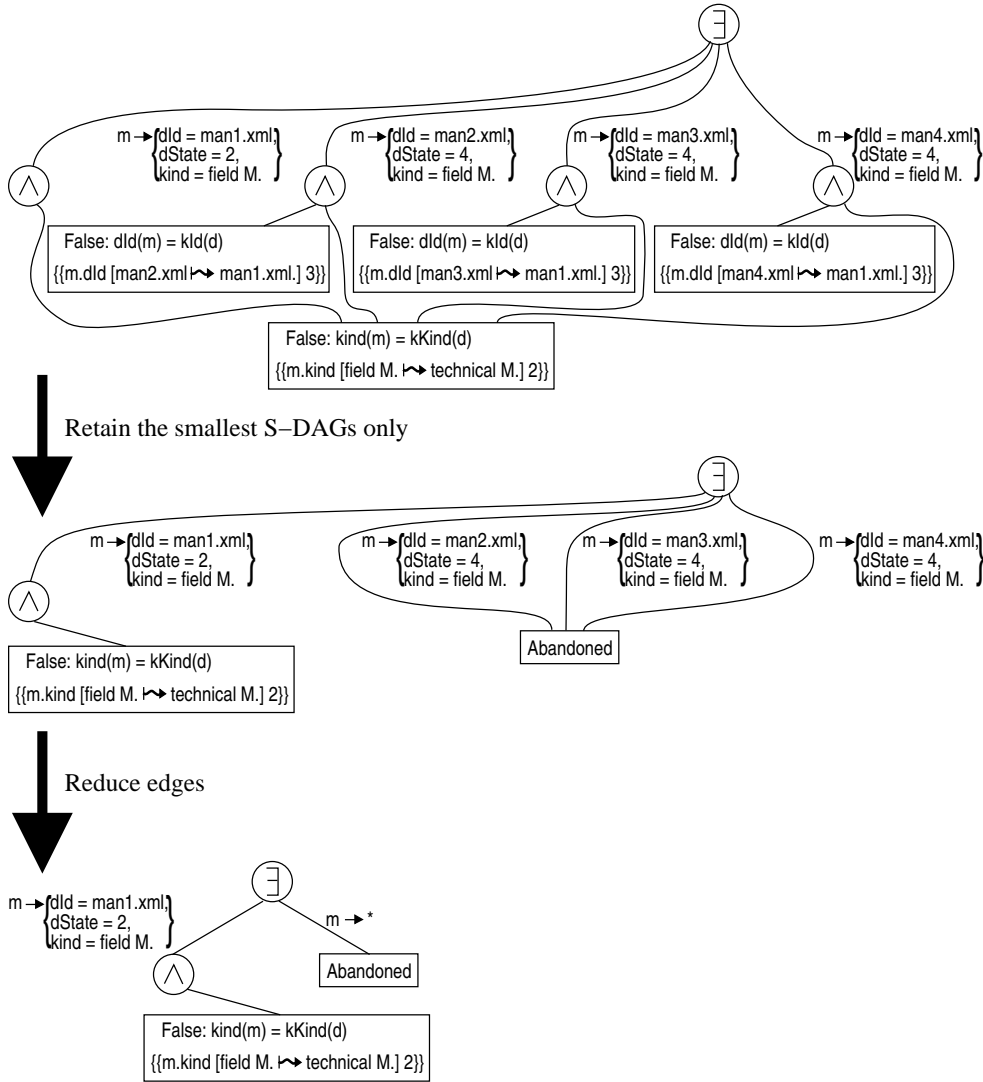 ∃
m → {dId = man1.xml, dState = 2, kind = field M.}
m → {dId = man2.xml, dState = 4, kind = field M.}
m → {dId = man3.xml, dState = 4, kind = field M.}
m → {dId = man4.xml, dState = 4, kind = field M.}
∧ ∧ ∧ ∧
False: dId(m) = kId(d)
{{m.dId [man2.xml ↝ man1.xml.] 3}}
False: dId(m) = kId(d)
{{m.dId [man3.xml ↝ man1.xml.] 3}}
False: dId(m) = kId(d)
{{m.dId [man4.xml ↝ man1.xml.] 3}}
False: kind(m) = kKind(d)
{{m.kind [field M. ↝ technical M.] 2}}
Retain the smallest S–DAGs only
∃
m → {dId = man1.xml, dState = 2, kind = field M.}
m → {dId = man2.xml, dState = 4, kind = field M.}
m → {dId = man3.xml, dState = 4, kind = field M.}
m → {dId = man4.xml, dState = 4, kind = field M.}
∧
Abandoned
False: kind(m) = kKind(d)
{{m.kind [field M. ↝ technical M.] 2}}
Reduce edges
∃
m → {dId = man1.xml, dState = 2, kind = field M.}
m → *
∧
Abandoned
False: kind(m) = kKind(d)
{{m.kind [field M. ↝ technical M.] 2}}